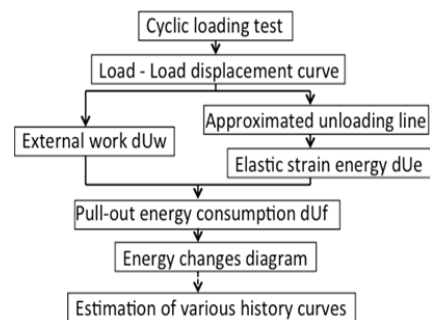 Cyclic loading test
Load - Load displacement curve
External work dUw
Approximated unloading line
Elastic strain energy dUe
Pull-out energy consumption dUf
Energy changes diagram
Estimation of various history curves